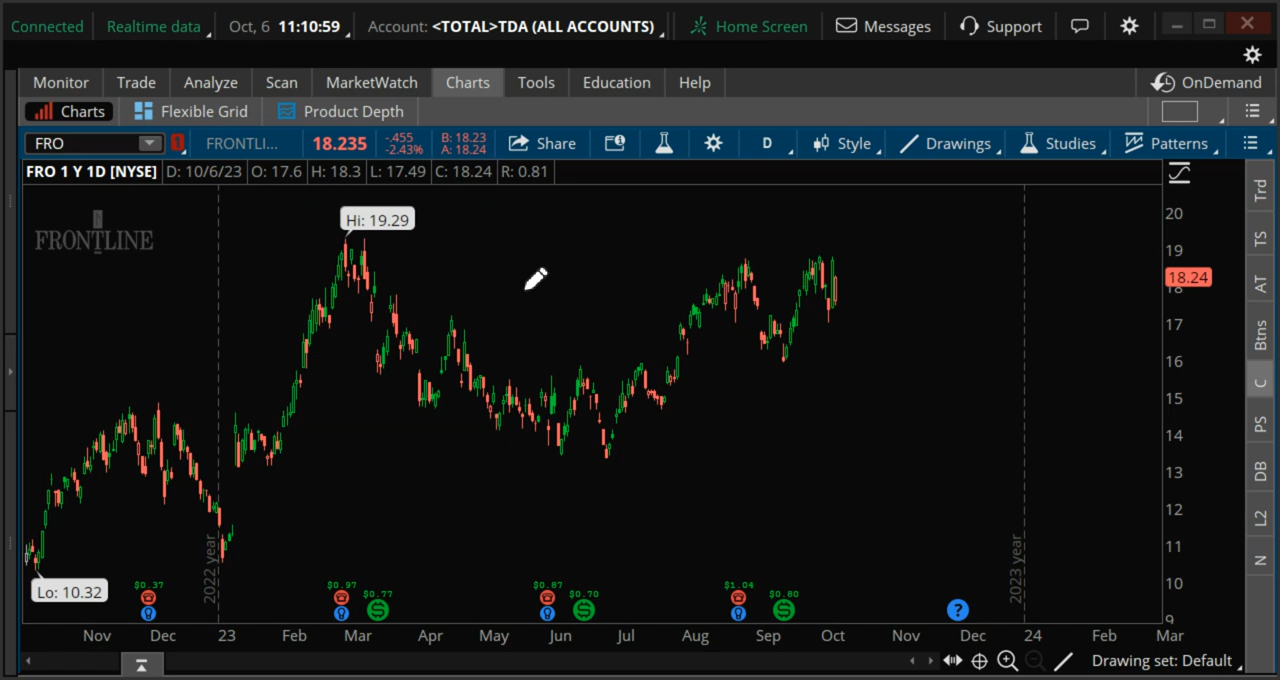 Connected Realtime data Oct, 6 11:10:59 Account: <TOTAL>TDA (ALL ACCOUNTS) Home Screen Messages Support
Monitor Trade Analyze Scan MarketWatch Charts Tools Education Help OnDemand
Charts Flexible Grid Product Depth
FRO 1 FRONTLI... 18.235 -.455 -2.43% B: 18.23 A: 18.24 Share D Style Drawings Studies Patterns
FRO 1 Y 1D [NYSE] D: 10/6/23 O: 17.6 H: 18.3 L: 17.49 C: 18.24 R: 0.81
FRONTLINE
Hi: 19.29
Lo: 10.32
20
19
18.24
18
17
16
15
14
13
12
11
10
9
2022 year
2023 year
$0.37 $0.97 $0.77 $0.87 $0.70 $1.04 $0.80
?
Nov Dec 23 Feb Mar Apr May Jun Jul Aug Sep Oct Nov Dec 24 Feb Mar
Drawing set: Default
Trd
TS
AT
Btns
C
PS
DB
L2
N